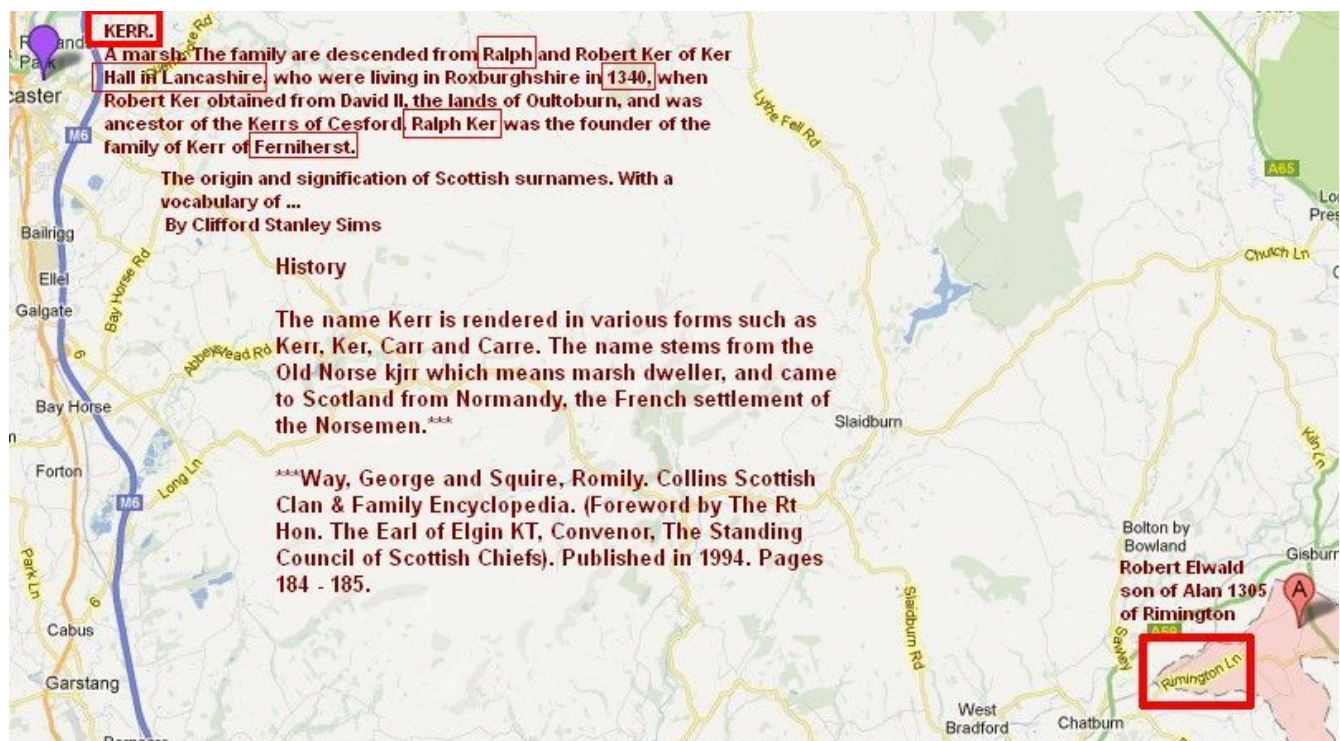 KERR.
A marsh. The family are descended from Ralph and Robert Ker of Ker
Hall in Lancashire, who were living in Roxburghshire in 1340, when
Robert Ker obtained from David II, the lands of Oultoburn, and was
ancestor of the Kerrs of Cesford. Ralph Ker was the founder of the
family of Kerr of Ferniherst.
The origin and signification of Scottish surnames. With a
vocabulary of ...
By Clifford Stanley Sims
History
The name Kerr is rendered in various forms such as
Kerr, Ker, Carr and Carre. The name stems from the
Old Norse kjrr which means marsh dweller, and came
to Scotland from Normandy, the French settlement of
the Norsemen.***
***Way, George and Squire, Romily. Collins Scottish
Clan & Family Encyclopedia. (Foreword by The Rt
Hon. The Earl of Elgin KT, Convenor, The Standing
Council of Scottish Chiefs). Published in 1994. Pages
184 - 185.
Park
caster
M6
Lythe Fell Rd
A65
Church Ln
Bailrigg
Ellel
Galgate
Bay Horse Rd
6
Abbeystead Rd
Bay Horse
Slaidburn
Kiln Ln
Forton
Long Ln
M6
Park Ln
6
Cabus
Garstang
Slaidburn Rd
Bolton by
Bowland
Gisburn
Robert Elwald
son of Alan 1305
of Rimington
A
A59
Sawley
Rimington Ln
West
Bradford
Chatburn